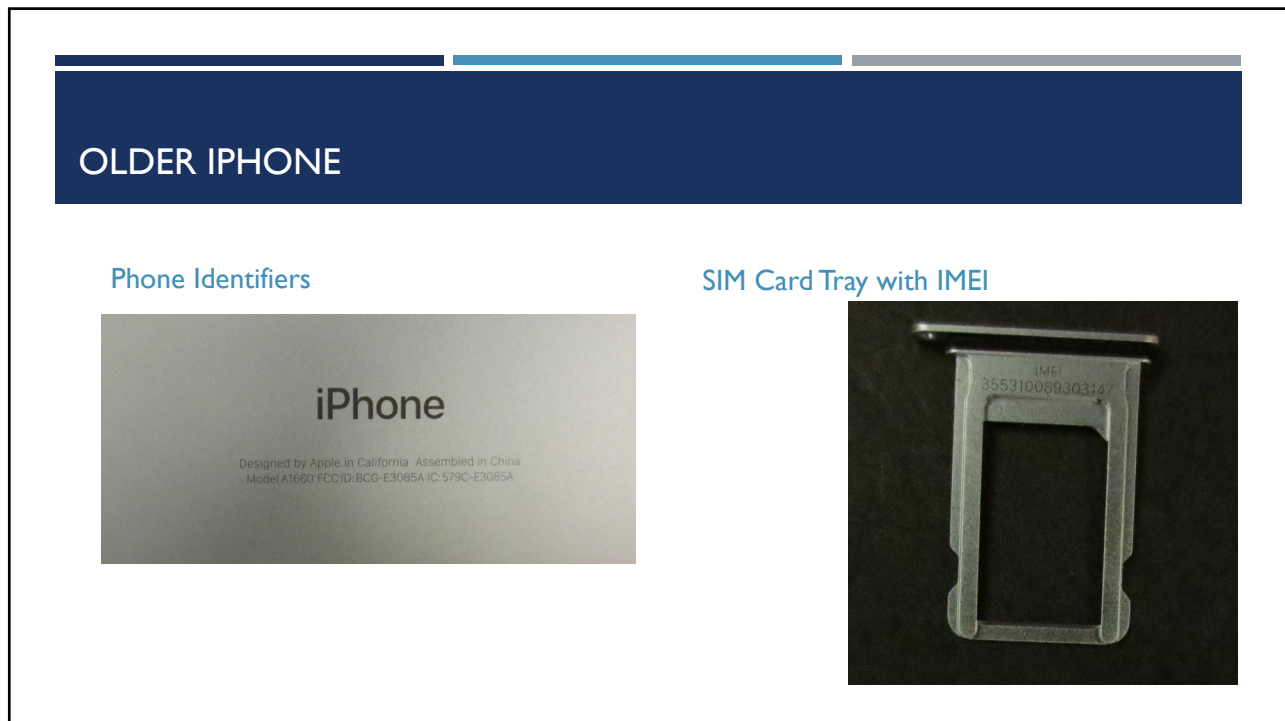 OLDER IPHONE
Phone Identifiers
iPhone
Designed by Apple in California Assembled in China
Model A1660 FCC ID: BCG-E3085A IC: 579C-E3085A
SIM Card Tray with IMEI
IMEI
355310089303147